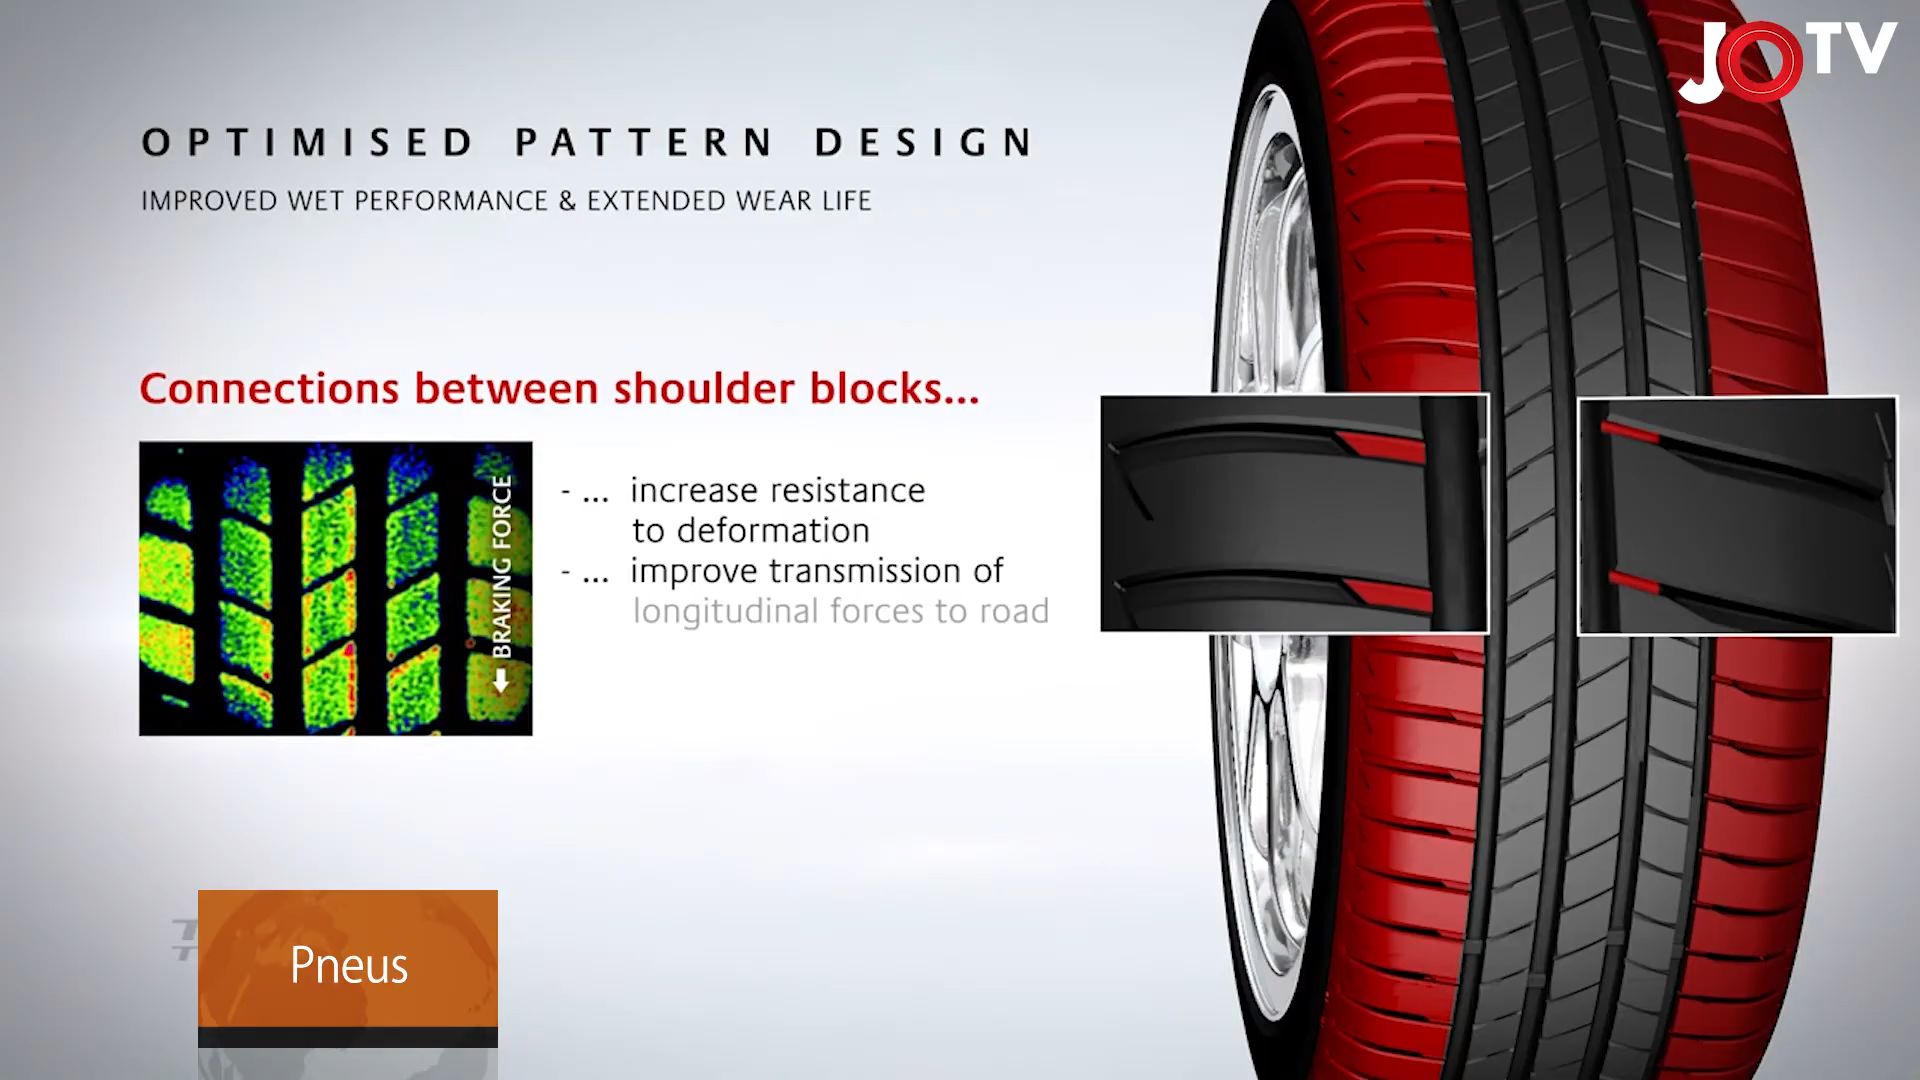 JOTV
OPTIMISED PATTERN DESIGN
IMPROVED WET PERFORMANCE & EXTENDED WEAR LIFE
Connections between shoulder blocks...
- ... increase resistance
to deformation
- ... improve transmission of
longitudinal forces to road
BRAKING FORCE
Pneus